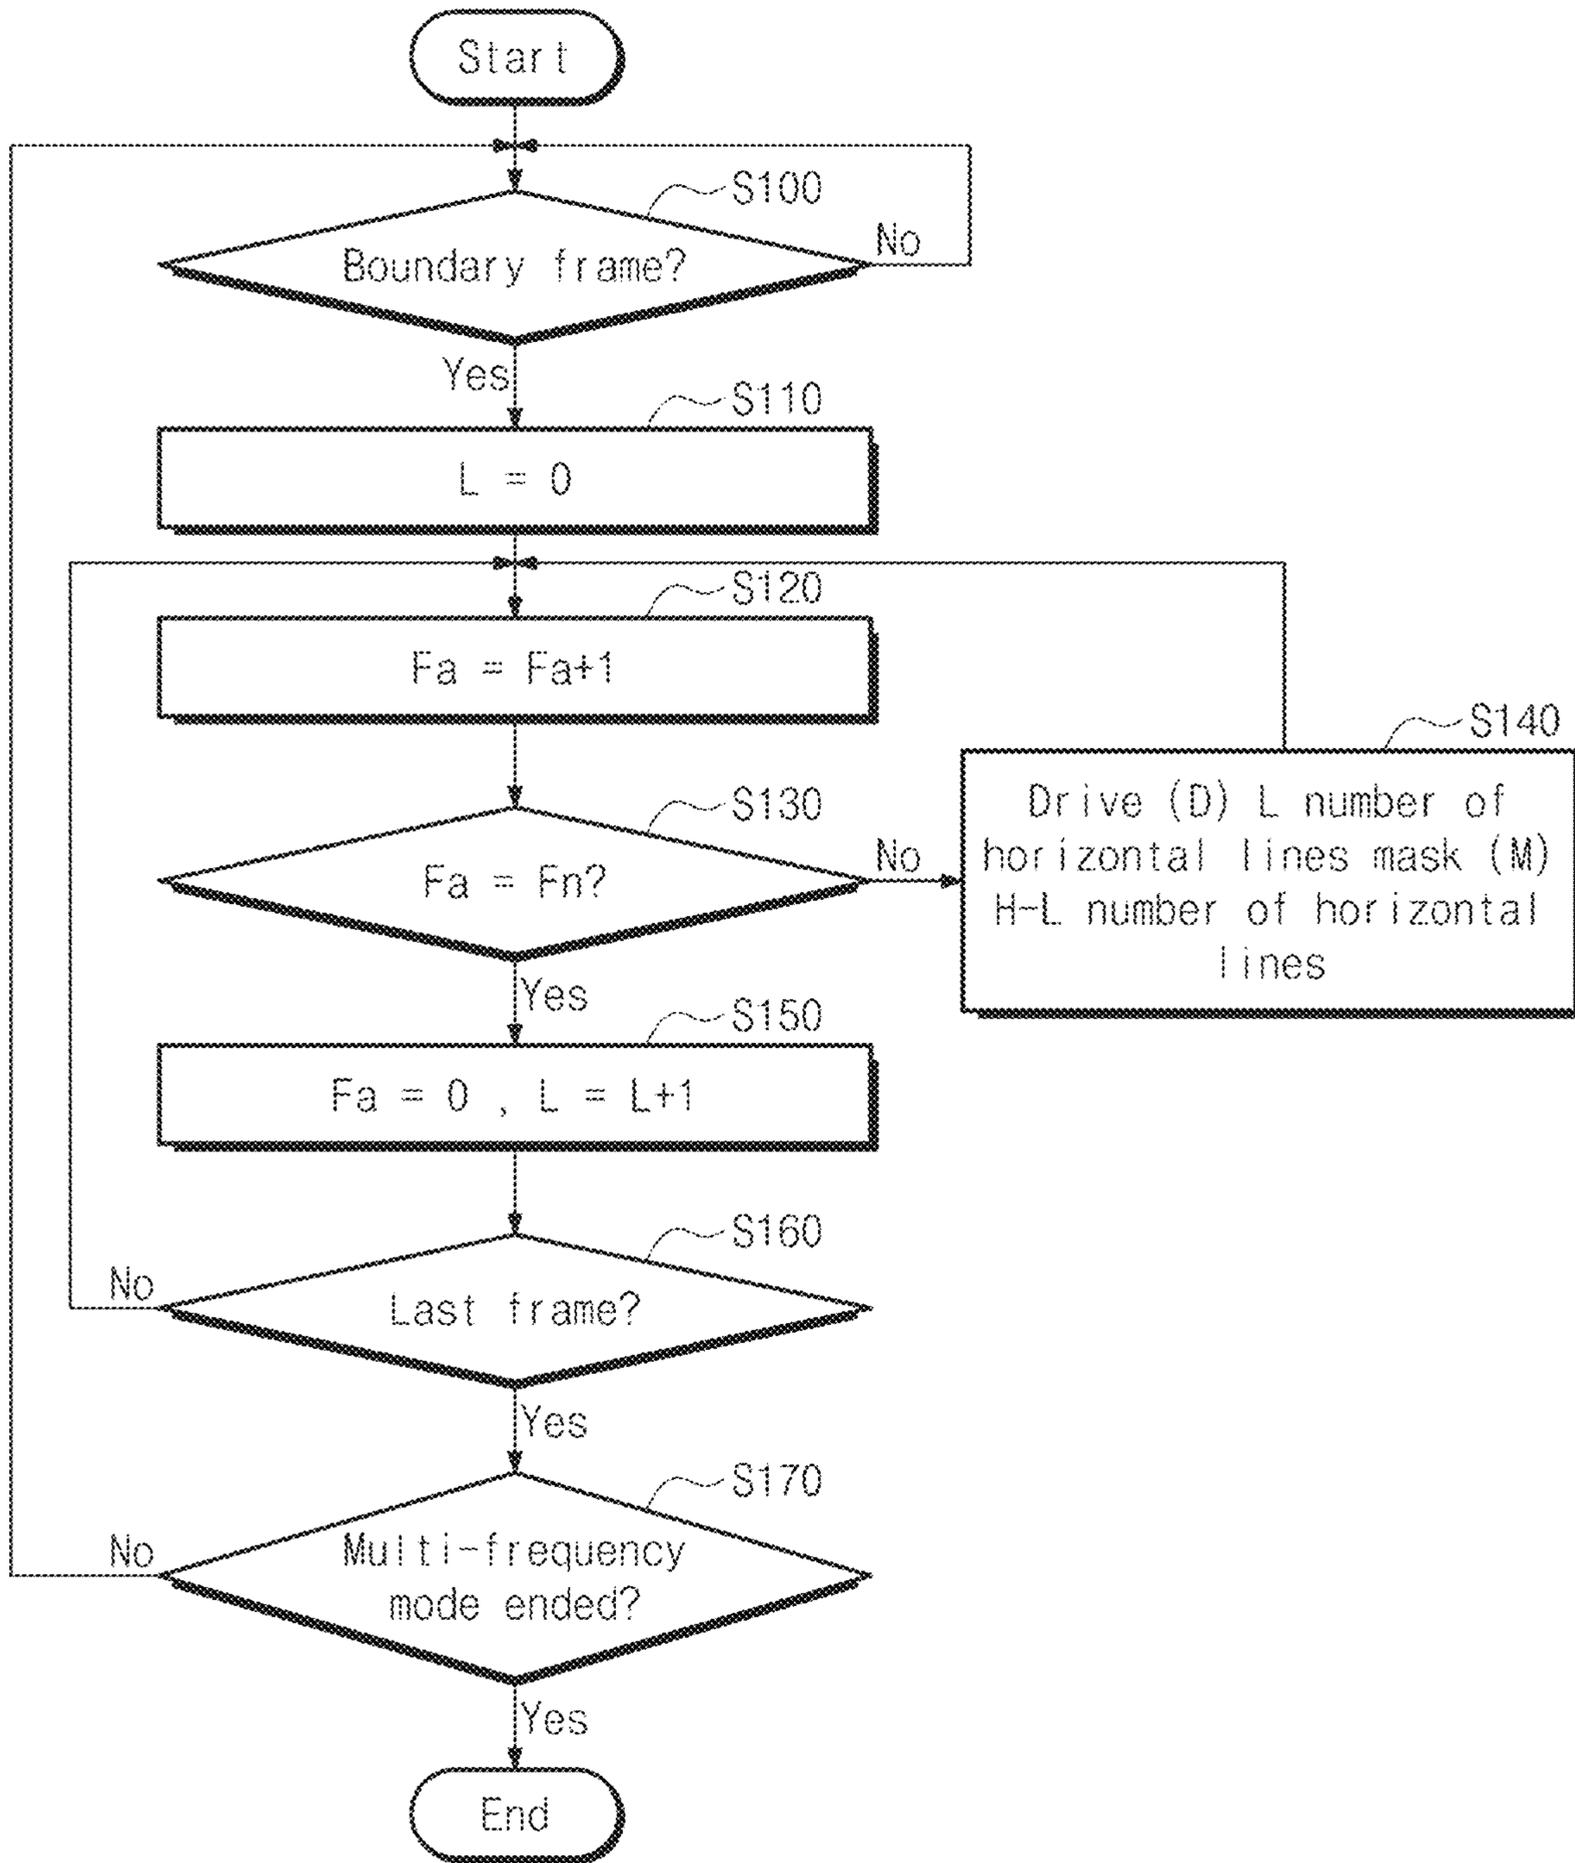 Start
S100
Boundary frame?
No
Yes
S110
L = 0
S120
Fa = Fa+1
S130
Fa = Fn?
No
S140
Drive (D) L number of
horizontal lines mask (M)
H-L number of horizontal
lines
Yes
S150
Fa = 0 , L = L+1
S160
Last frame?
No
Yes
S170
Multi-frequency
mode ended?
No
Yes
End